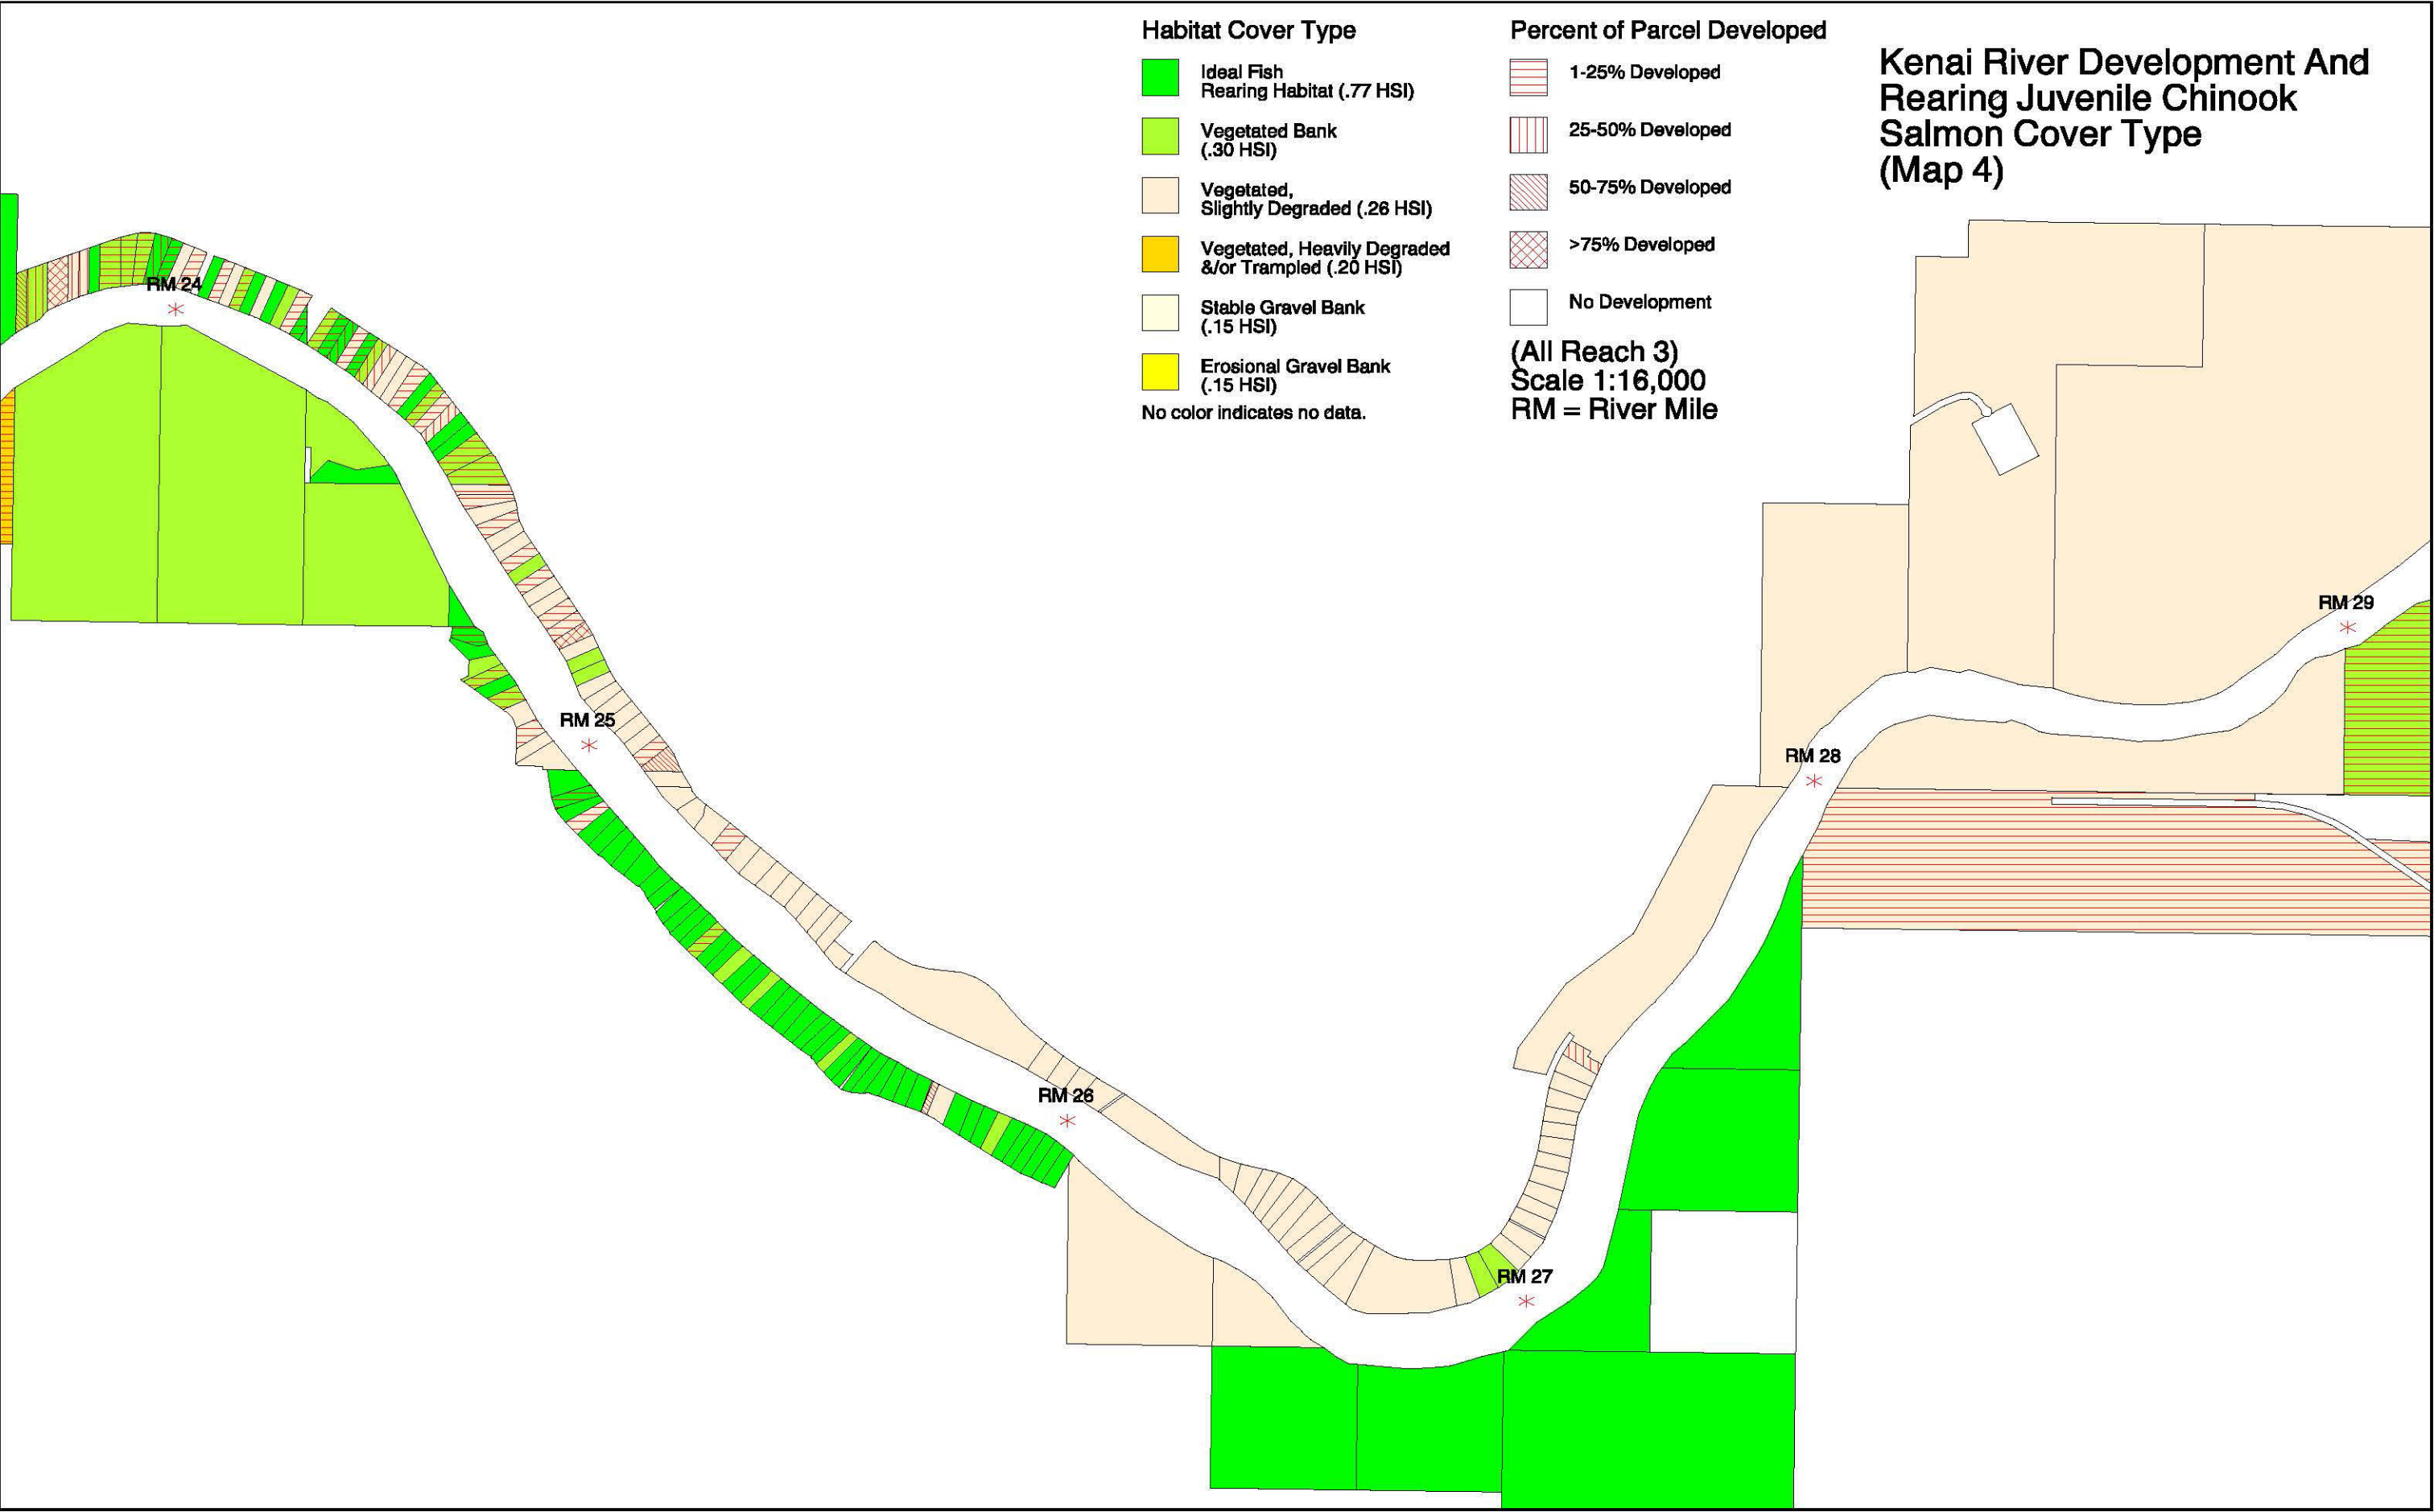 Habitat Cover Type
Ideal Fish
Rearing Habitat (.77 HSI)
Vegetated Bank
(.30 HSI)
Vegetated,
Slightly Degraded (.26 HSI)
Vegetated, Heavily Degraded
&/or Trampled (.20 HSI)
Stable Gravel Bank
(.15 HSI)
Erosional Gravel Bank
(.15 HSI)
No color indicates no data.
Percent of Parcel Developed
1-25% Developed
25-50% Developed
50-75% Developed
>75% Developed
No Development
(All Reach 3)
Scale 1:16,000
RM = River Mile
Kenai River Development And
Rearing Juvenile Chinook
Salmon Cover Type
(Map 4)
RM 24
RM 25
RM 26
RM 27
RM 28
RM 29